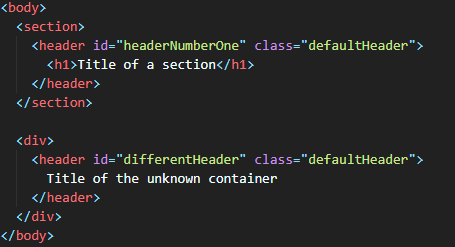 <body>
<section>
<header id="headerNumberOne" class="defaultHeader">
<h1>Title of a section</h1>
</header>
</section>
<div>
<header id="differentHeader" class="defaultHeader">
Title of the unknown container
</header>
</div>
</body>